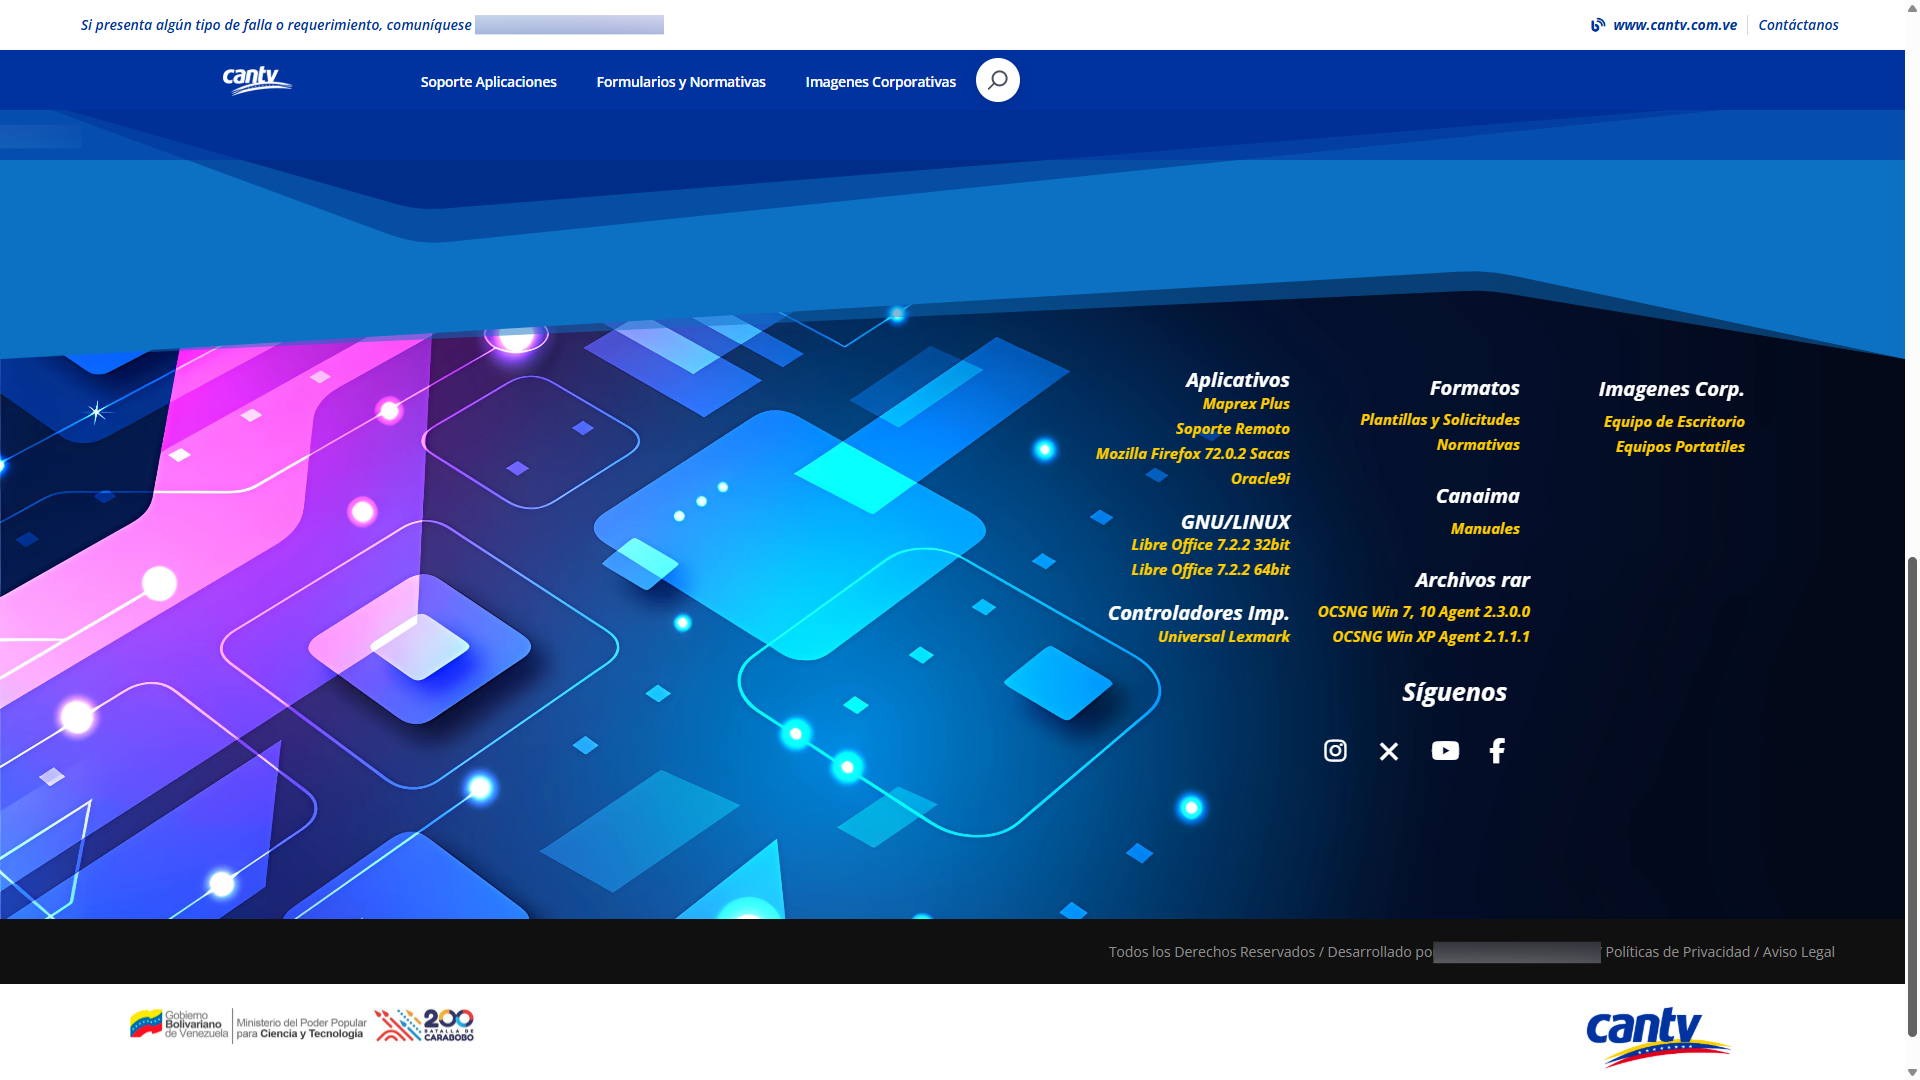 Si presenta algún tipo de falla o requerimiento, comuníquese
www.cantv.com.ve
Contáctanos
cantv
Soporte Aplicaciones
Formularios y Normativas
Imagenes Corporativas
Aplicativos
Maprex Plus
Soporte Remoto
Mozilla Firefox 72.0.2 Sacas
Oracle9i
GNU/LINUX
Libre Office 7.2.2 32bit
Libre Office 7.2.2 64bit
Controladores Imp.
Universal Lexmark
Formatos
Plantillas y Solicitudes
Normativas
Canaima
Manuales
Archivos rar
OCSNG Win 7, 10 Agent 2.3.0.0
OCSNG Win XP Agent 2.1.1.1
Imagenes Corp.
Equipo de Escritorio
Equipos Portatiles
Síguenos
Todos los Derechos Reservados / Desarrollado po
Políticas de Privacidad / Aviso Legal
Gobierno
Bolivariano
de Venezuela
Ministerio del Poder Popular
para Ciencia y Tecnología
200
BATALLA DE
CARABOBO
cantv